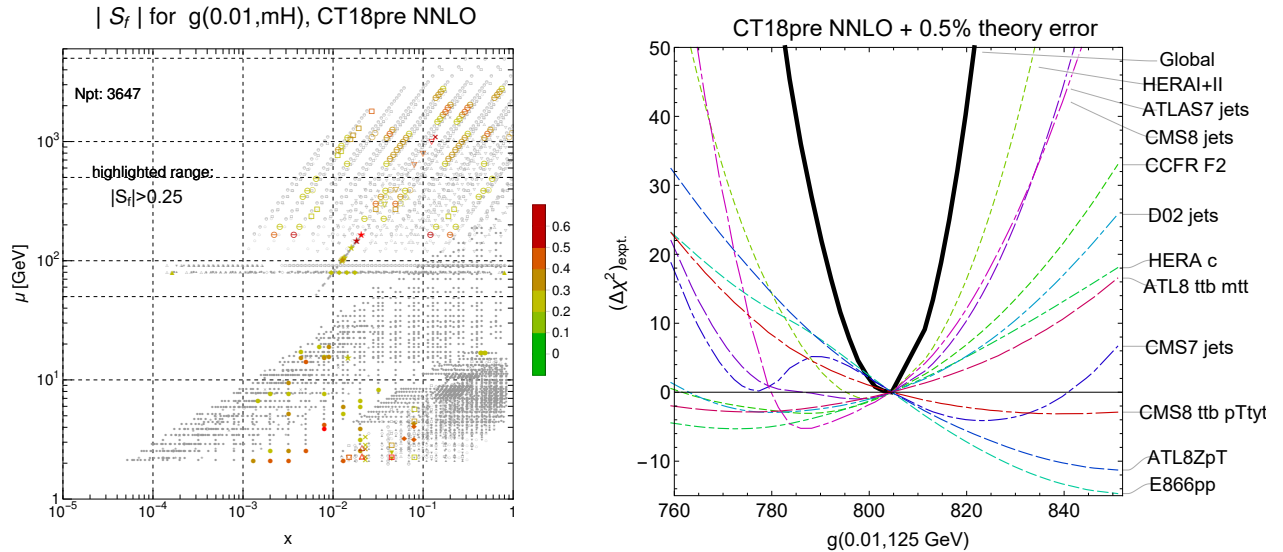 | S_f | for g(0.01,mH), CT18pre NNLO
Npt: 3647
highlighted range:
|S_f|>0.25
μ [GeV]
10^3
10^2
10^1
1
10^-5
10^-4
10^-3
10^-2
10^-1
1
x
0.6
0.5
0.4
0.3
0.2
0.1
0
CT18pre NNLO + 0.5% theory error
(Δχ^2)expt.
50
40
30
20
10
0
−10
760
780
800
820
840
g(0.01,125 GeV)
Global
HERAI+II
ATLAS7 jets
CMS8 jets
CCFR F2
D02 jets
HERA c
ATL8 ttb mtt
CMS7 jets
CMS8 ttb pTtyt
ATL8ZpT
E866pp